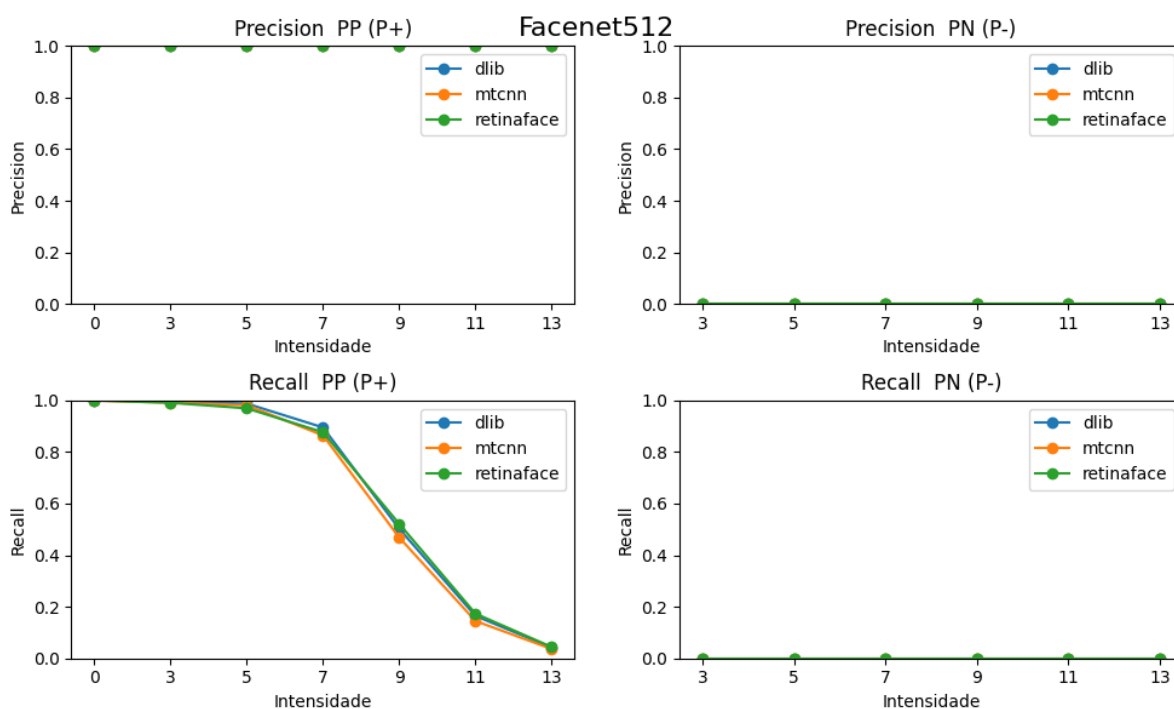 Facenet512
Precision  PP (P+)
1.0
0.8
0.6
0.4
0.2
0.0
Precision
dlib
mtcnn
retinaface
0 3 5 7 9 11 13
Intensidade
Precision  PN (P-)
1.0
0.8
0.6
0.4
0.2
0.0
Precision
dlib
mtcnn
retinaface
3 5 7 9 11 13
Intensidade
Recall  PP (P+)
1.0
0.8
0.6
0.4
0.2
0.0
Recall
dlib
mtcnn
retinaface
0 3 5 7 9 11 13
Intensidade
Recall  PN (P-)
1.0
0.8
0.6
0.4
0.2
0.0
Recall
dlib
mtcnn
retinaface
3 5 7 9 11 13
Intensidade